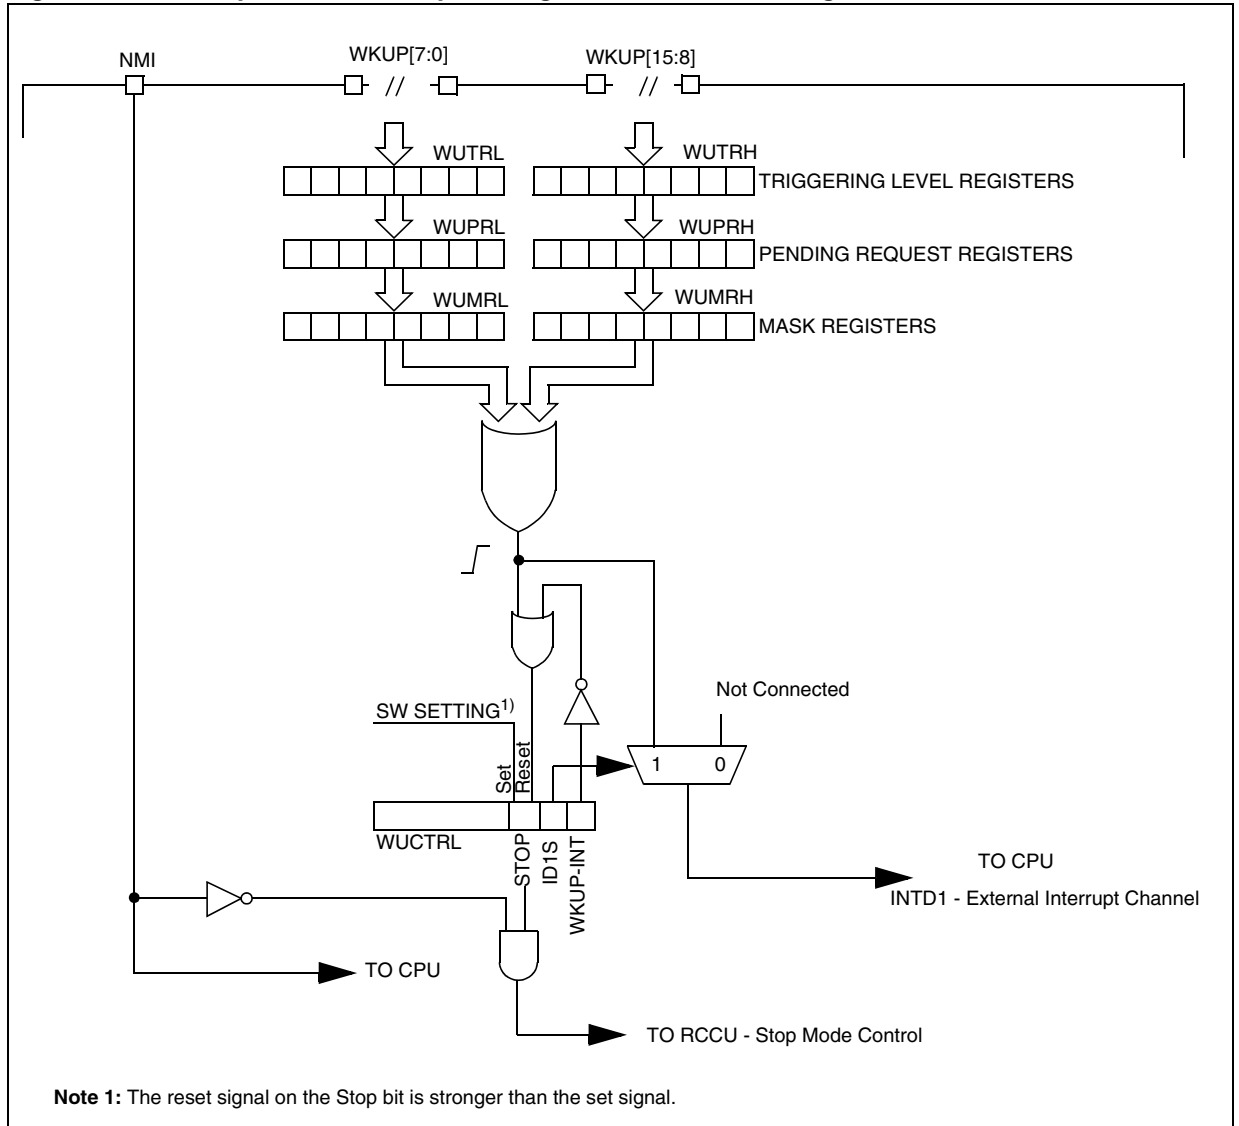 NMI
WKUP[7:0]
WKUP[15:8]
WUTRL
WUTRH
TRIGGERING LEVEL REGISTERS
WUPRL
WUPRH
PENDING REQUEST REGISTERS
WUMRL
WUMRH
MASK REGISTERS
Not Connected
SW SETTING1)
Set
Reset
1
0
WUCTRL
STOP
ID1S
WKUP-INT
TO CPU
INTD1 - External Interrupt Channel
TO CPU
TO RCCU - Stop Mode Control
Note 1: The reset signal on the Stop bit is stronger than the set signal.